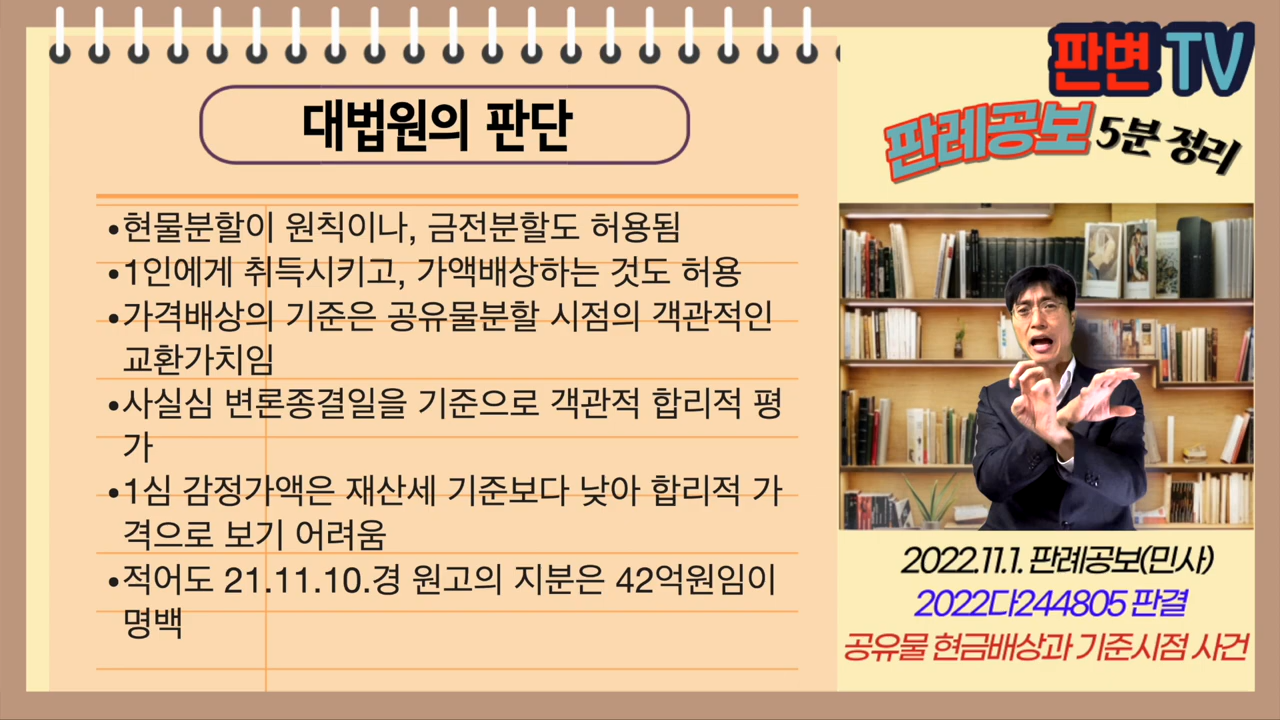 대법원의 판단
•현물분할이 원칙이나, 금전분할도 허용됨
•1인에게 취득시키고, 가액배상하는 것도 허용
•가격배상의 기준은 공유물분할 시점의 객관적인
교환가치임
•사실심 변론종결일을 기준으로 객관적 합리적 평
가
•1심 감정가액은 재산세 기준보다 낮아 합리적 가
격으로 보기 어려움
•적어도 21.11.10.경 원고의 지분은 42억원임이
명백
판변 TV
판례공보 5분 정리
2022.11.1. 판례공보(민사)
2022다244805 판결
공유물 현금배상과 기준시점 사건